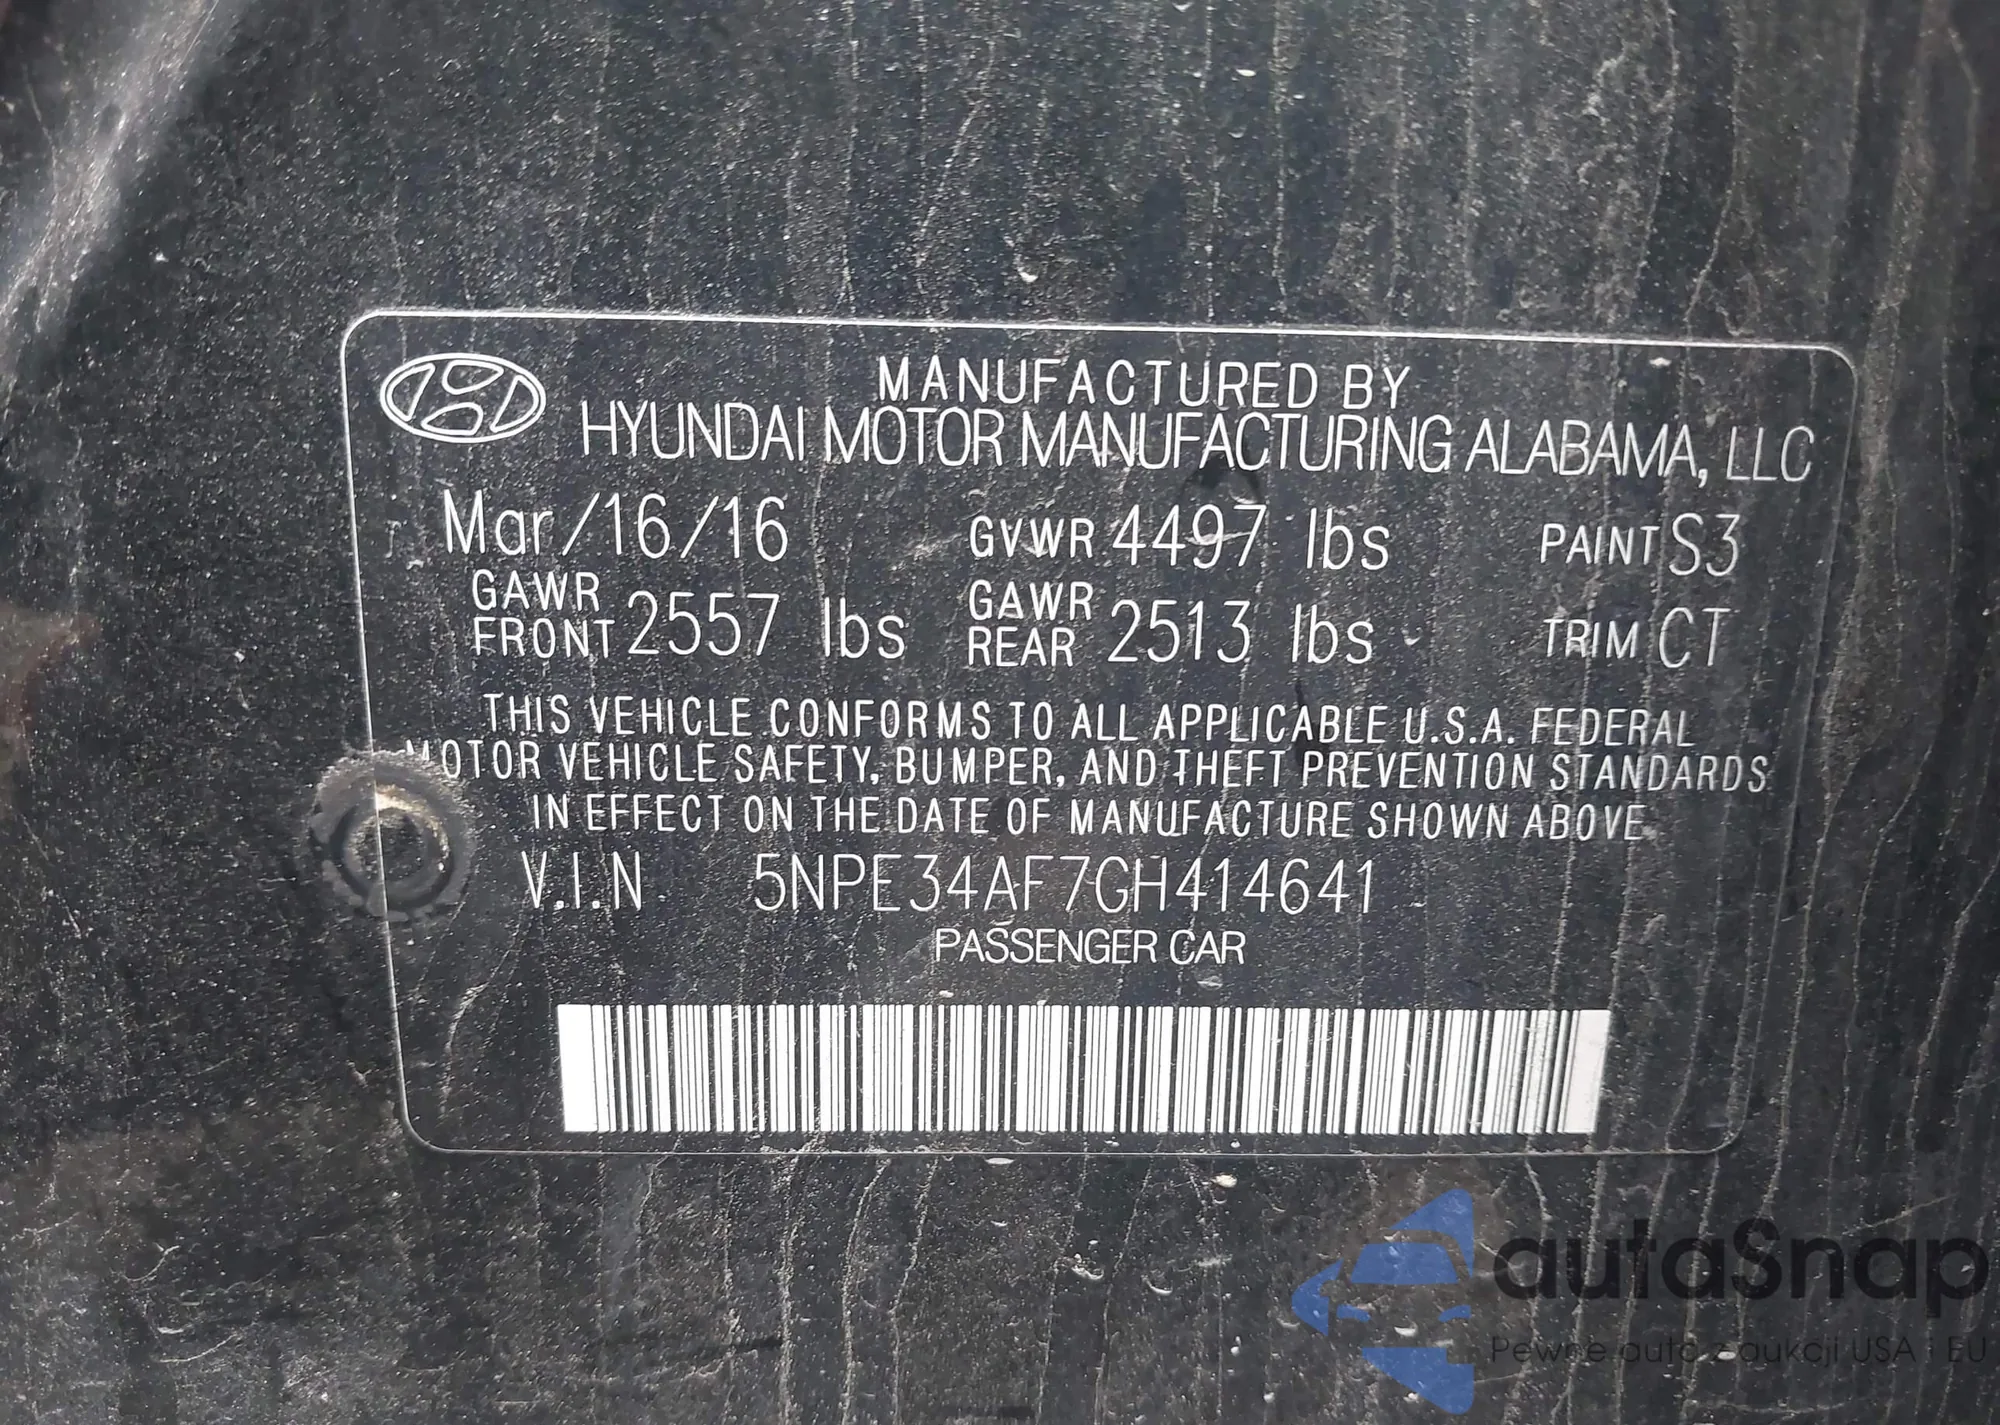 MANUFACTURED BY
HYUNDAI MOTOR MANUFACTURING ALABAMA, LLC
Mar/16/16 GVWR 4497 lbs PAINT S3
GAWR FRONT 2557 lbs GAWR REAR 2513 lbs TRIM CT
THIS VEHICLE CONFORMS TO ALL APPLICABLE U.S.A. FEDERAL
MOTOR VEHICLE SAFETY, BUMPER, AND THEFT PREVENTION STANDARDS
IN EFFECT ON THE DATE OF MANUFACTURE SHOWN ABOVE.
V.I.N 5NPE34AF7GH414641
PASSENGER CAR
autaSnap
Pewne auto z aukcji USA i EU